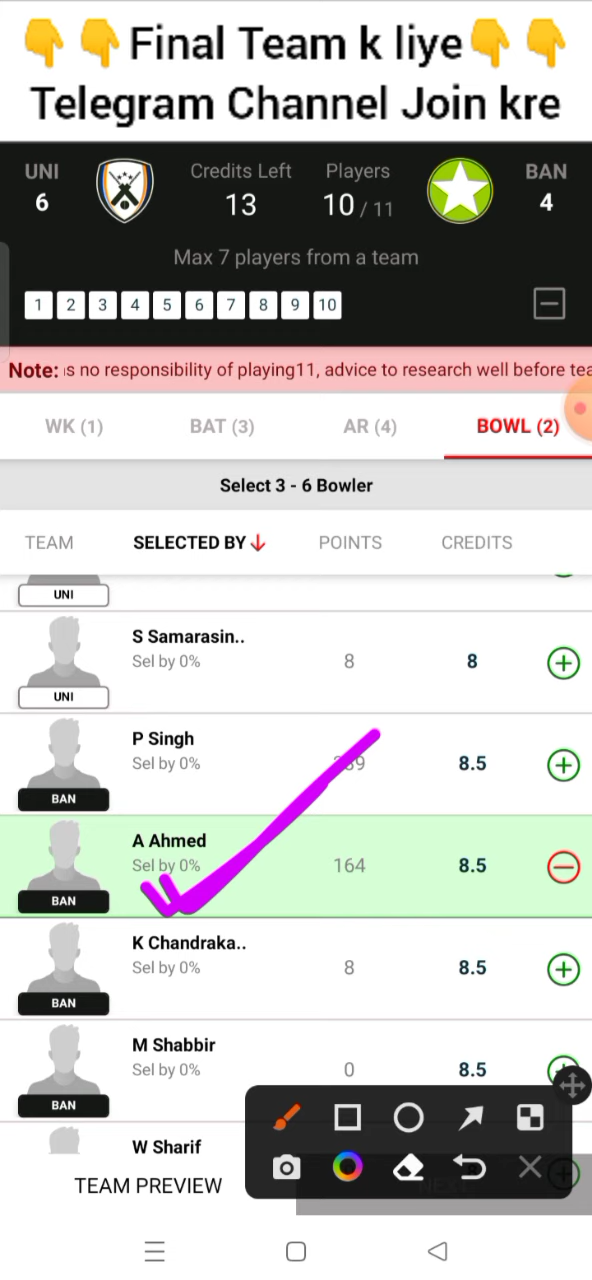 👇👇Final Team k liye👇👇
Telegram Channel Join kre
UNI Credits Left Players BAN
6 13 10 / 11 4
Max 7 players from a team
1 2 3 4 5 6 7 8 9 10
Note: is no responsibility of playing11, advice to research well before tea
WK (1) BAT (3) AR (4) BOWL (2)
Select 3 - 6 Bowler
TEAM SELECTED BY POINTS CREDITS
UNI
S Samarasin..
Sel by 0% 8 8
UNI
P Singh
Sel by 0% 8.5
BAN
A Ahmed
Sel by 0% 164 8.5
BAN
K Chandraka..
Sel by 0% 8 8.5
BAN
M Shabbir
Sel by 0% 0 8.5
BAN
W Sharif
TEAM PREVIEW